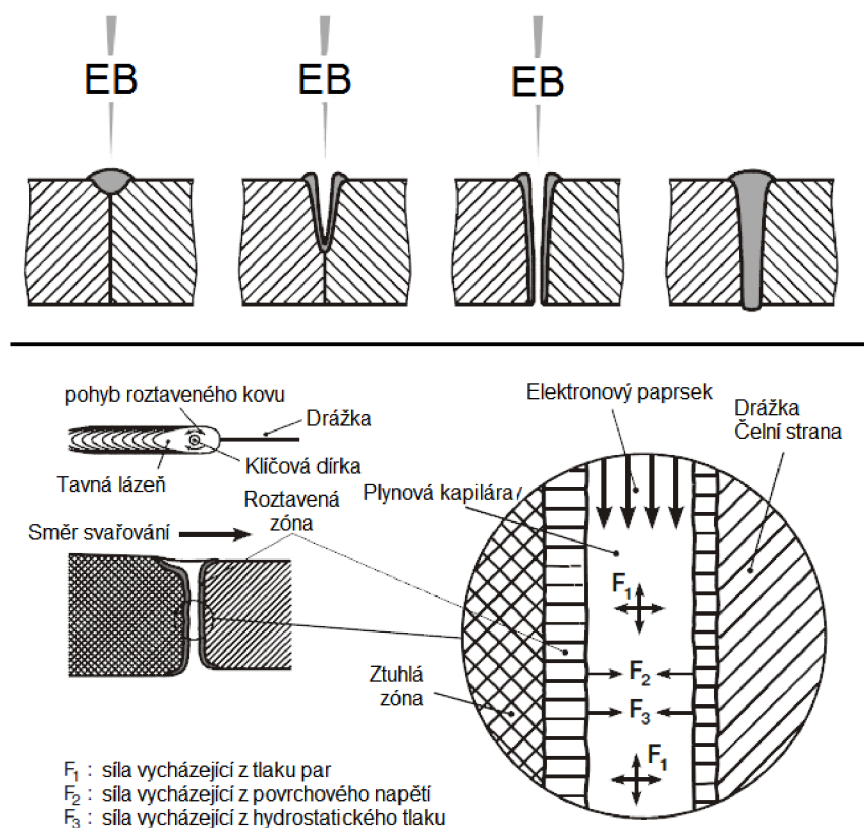 EB
EB
EB
pohyb roztaveného kovu
Drážka
Klíčová dírka
Tavná lázeň
Roztavená
zóna
Směr svařování
Elektronový paprsek
Drážka
Čelní strana
Plynová kapilára
F₁
F₂
F₃
F₁
Ztuhlá
zóna
F₁ : síla vycházející z tlaku par
F₂ : síla vycházející z povrchového napětí
F₃ : síla vycházející z hydrostatického tlaku